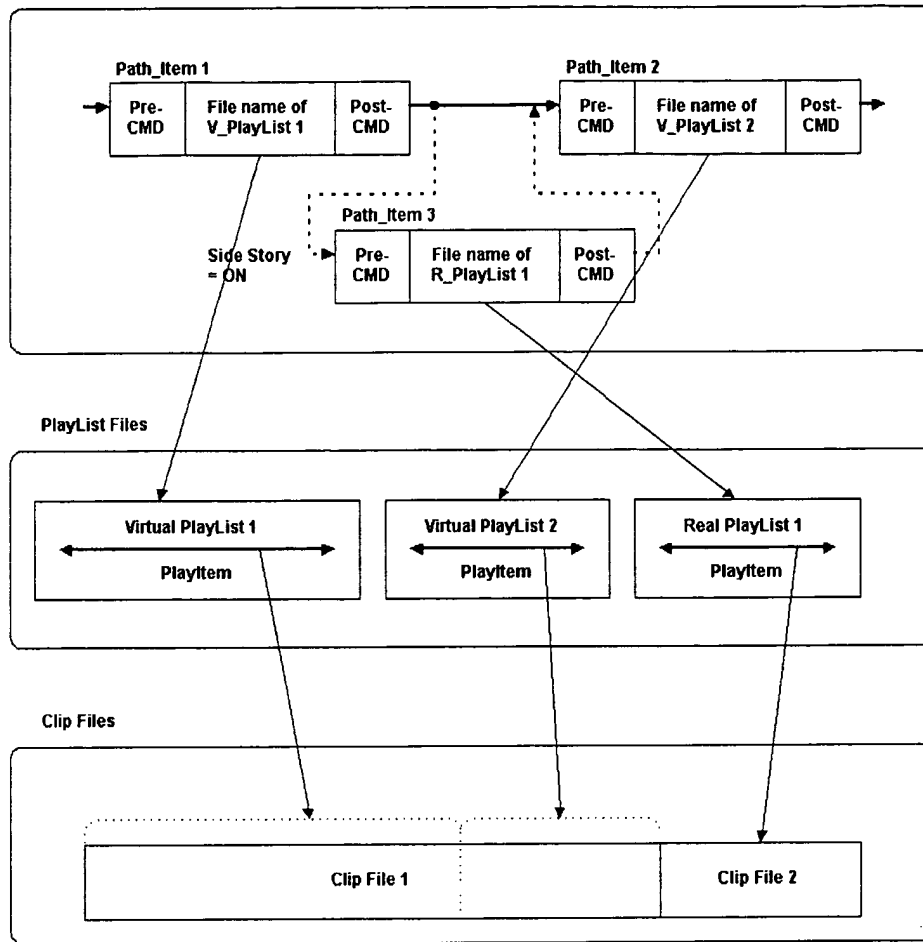 Path_Item 1
Path_Item 2
Pre-
CMD
File name of
V_PlayList 1
Post-
CMD
Pre-
CMD
File name of
V_PlayList 2
Post-
CMD
Path_Item 3
Side Story
= ON
Pre-
CMD
File name of
R_PlayList 1
Post-
CMD
PlayList Files
Virtual PlayList 1
PlayItem
Virtual PlayList 2
PlayItem
Real PlayList 1
PlayItem
Clip Files
Clip File 1
Clip File 2